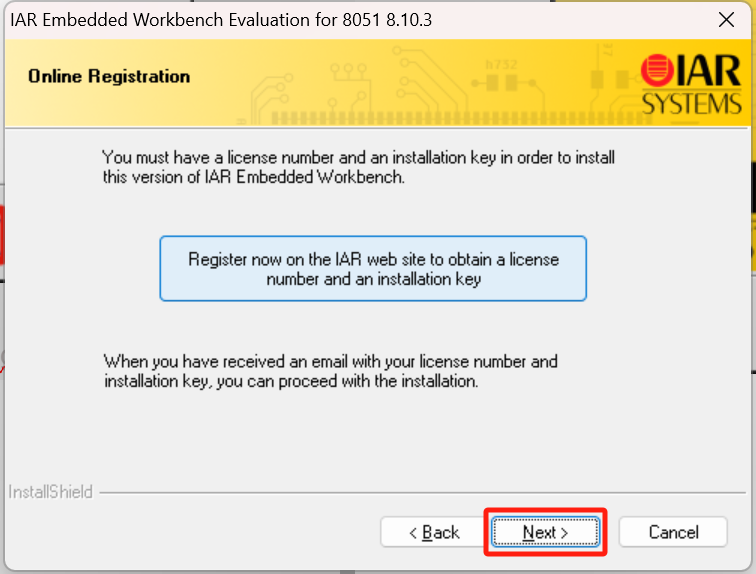 IAR Embedded Workbench Evaluation for 8051 8.10.3
Online Registration
h732
IAR
SYSTEMS
You must have a license number and an installation key in order to install
this version of IAR Embedded Workbench.
Register now on the IAR web site to obtain a license
number and an installation key
When you have received an email with your license number and
installation key, you can proceed with the installation.
InstallShield
< Back
Next >
Cancel